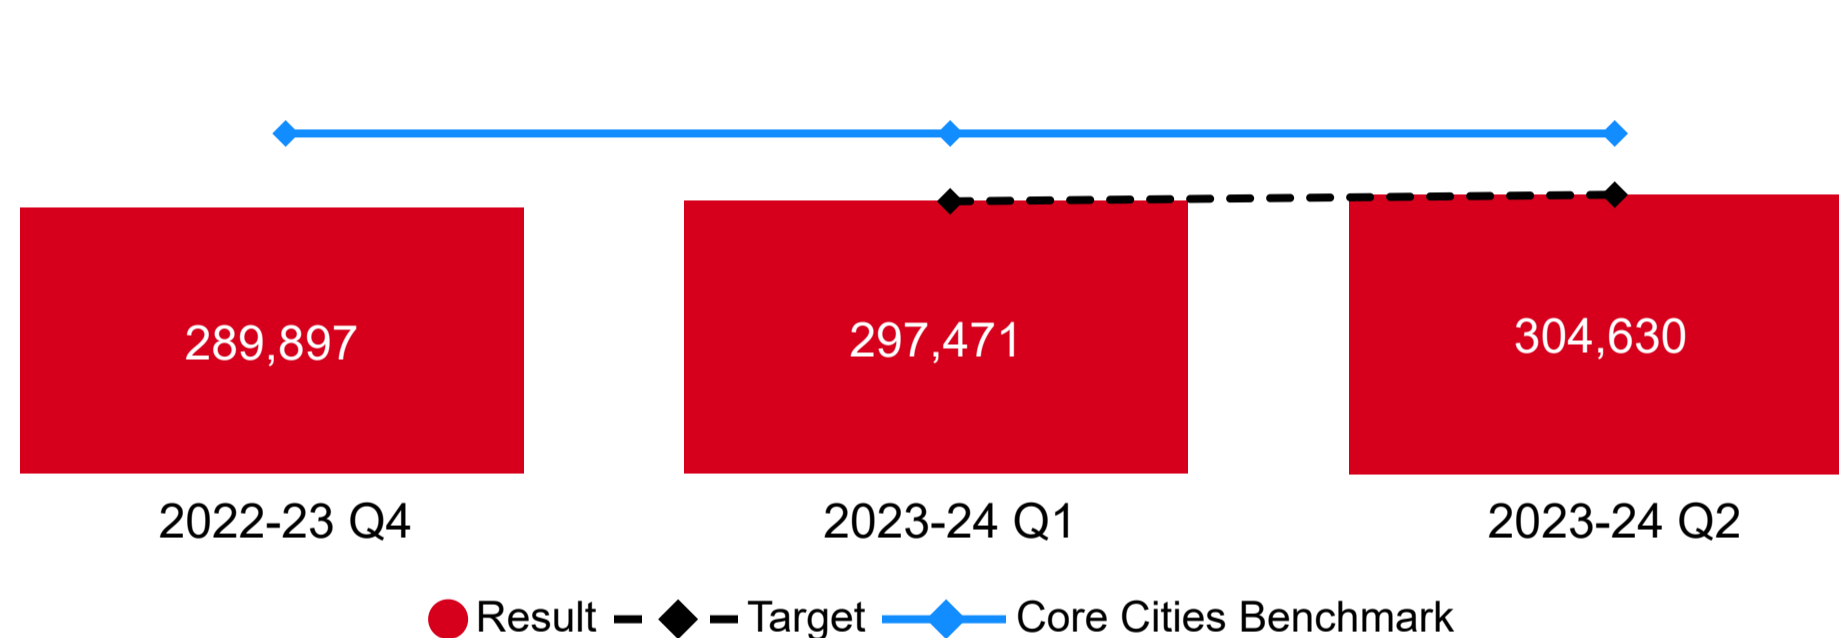 289,897
297,471
304,630
2022-23 Q4
2023-24 Q1
2023-24 Q2
Result
Target
Core Cities Benchmark